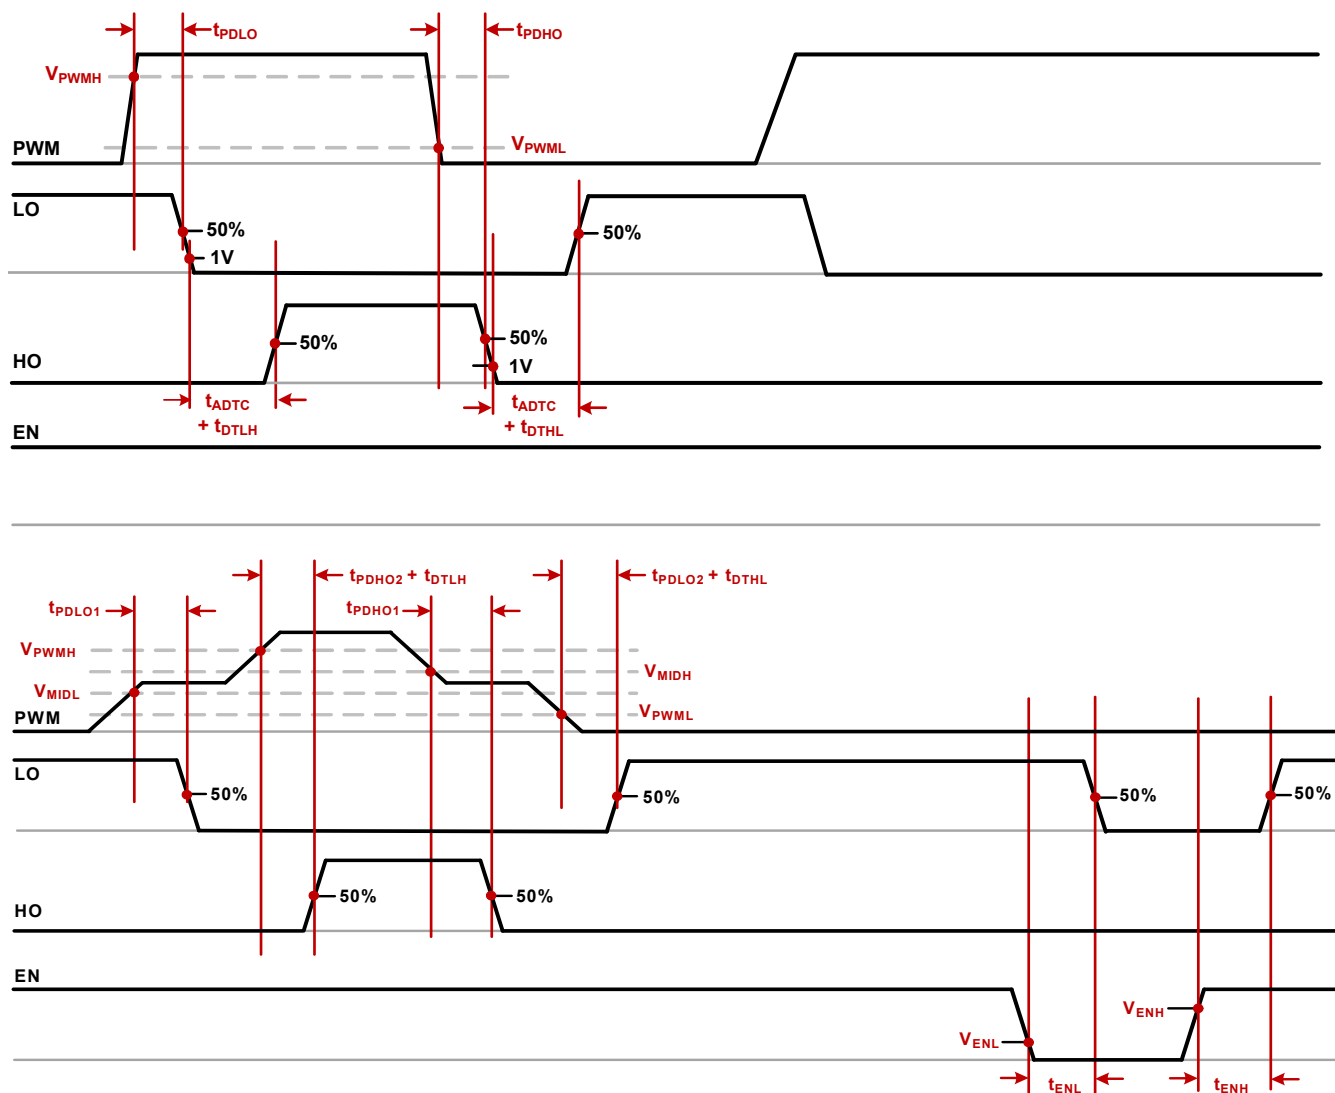 tPDLO
tPDHO
VPWMH
PWM
VPWML
LO
50%
50%
1V
50%
50%
HO
1V
tADTC
+ tDTLH
tADTC
+ tDTHL
EN
tPDHO2 + tDTLH
tPDLO2 + tDTHL
tPDLO1
tPDHO1
VPWMH
VMIDH
VMIDL
VPWML
PWM
LO
50%
50%
50%
50%
50%
50%
HO
EN
VENH
VENL
tENL
tENH